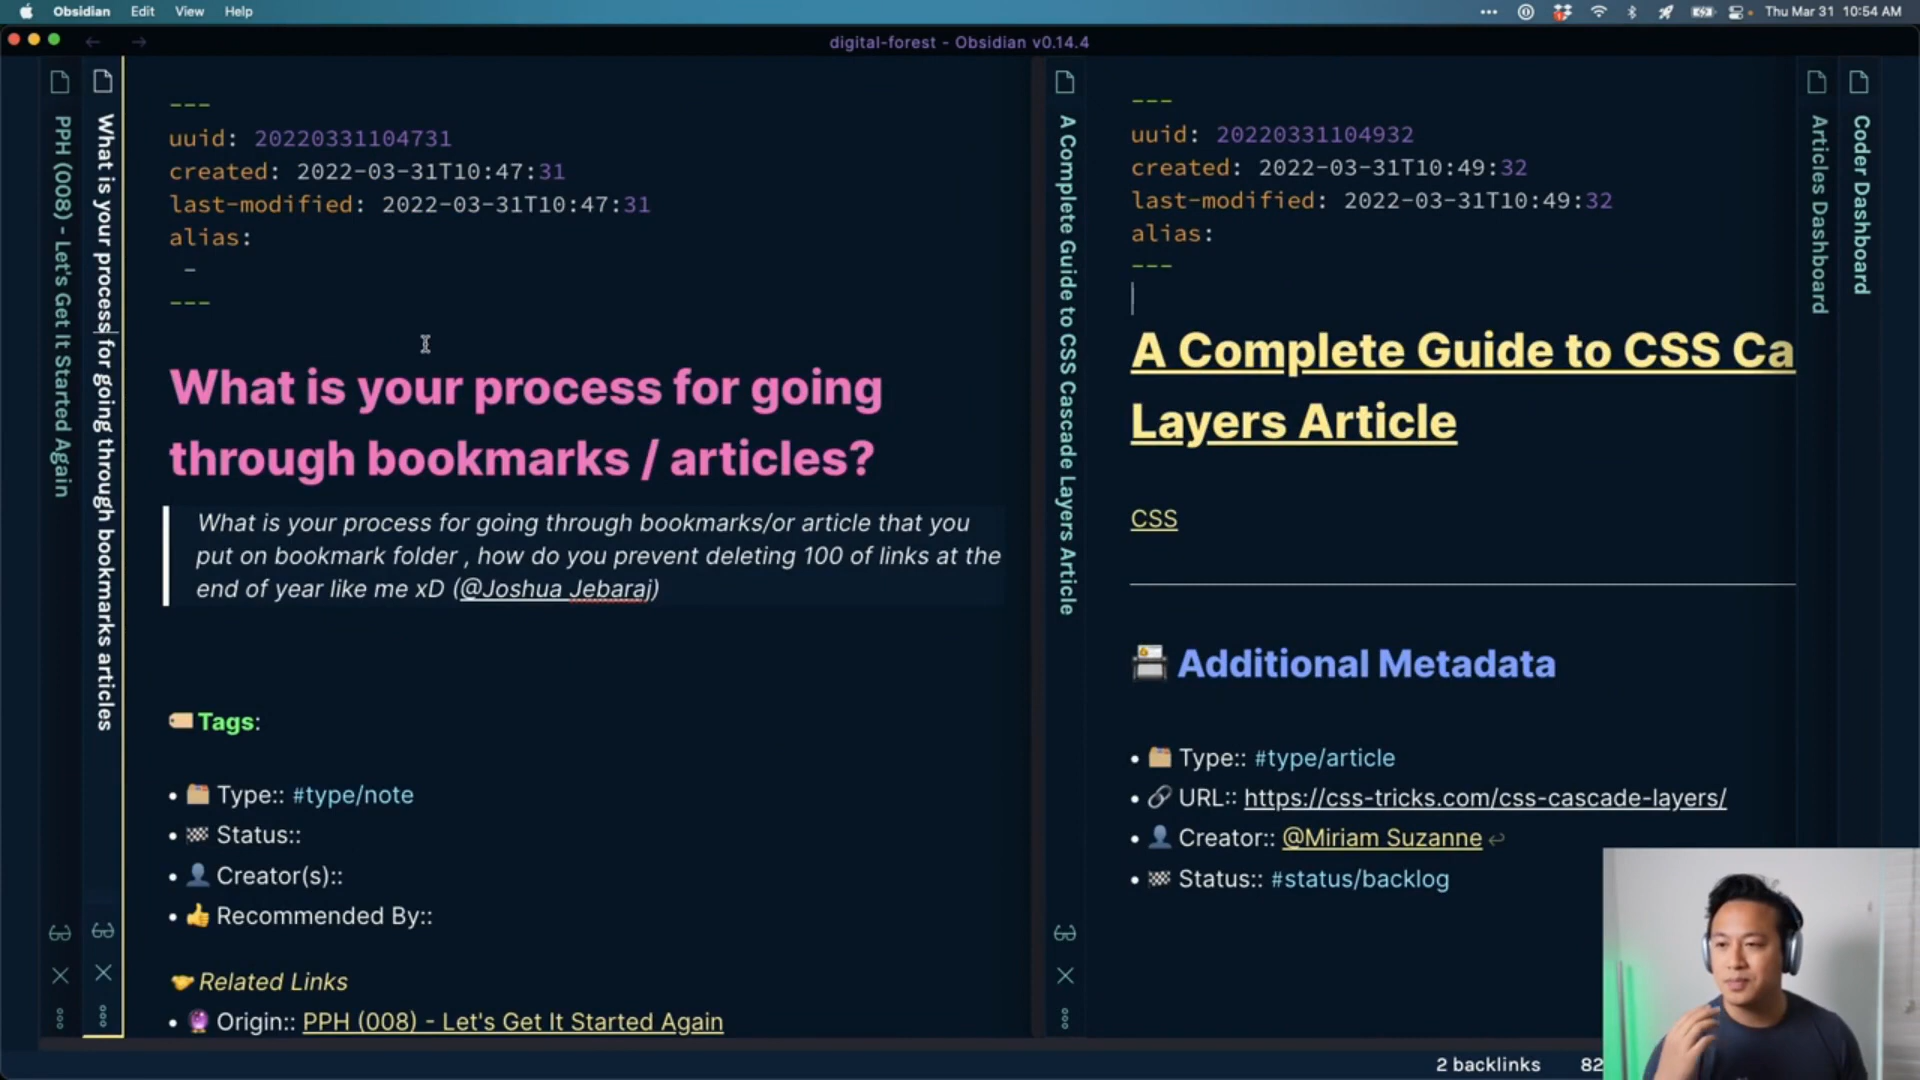 Obsidian Edit View Help
Thu Mar 31 10:54 AM
digital-forest - Obsidian v0.14.4
PPH (008) - Let's Get It Started Again
What is your process for going through bookmarks articles
---
uuid: 20220331104731
created: 2022-03-31T10:47:31
last-modified: 2022-03-31T10:47:31
alias:
-
---
What is your process for going
through bookmarks / articles?
What is your process for going through bookmarks/or article that you
put on bookmark folder , how do you prevent deleting 100 of links at the
end of year like me xD (@Joshua Jebaraj)
Tags:
• Type:: #type/note
• Status::
• Creator(s)::
• Recommended By::
Related Links
• Origin:: PPH (008) - Let's Get It Started Again
A Complete Guide to CSS Cascade Layers Article
---
uuid: 20220331104932
created: 2022-03-31T10:49:32
last-modified: 2022-03-31T10:49:32
alias:
---
A Complete Guide to CSS Ca
Layers Article
CSS
Additional Metadata
• Type:: #type/article
• URL:: https://css-tricks.com/css-cascade-layers/
• Creator:: @Miriam Suzanne
• Status:: #status/backlog
Articles Dashboard
Coder Dashboard
2 backlinks 82